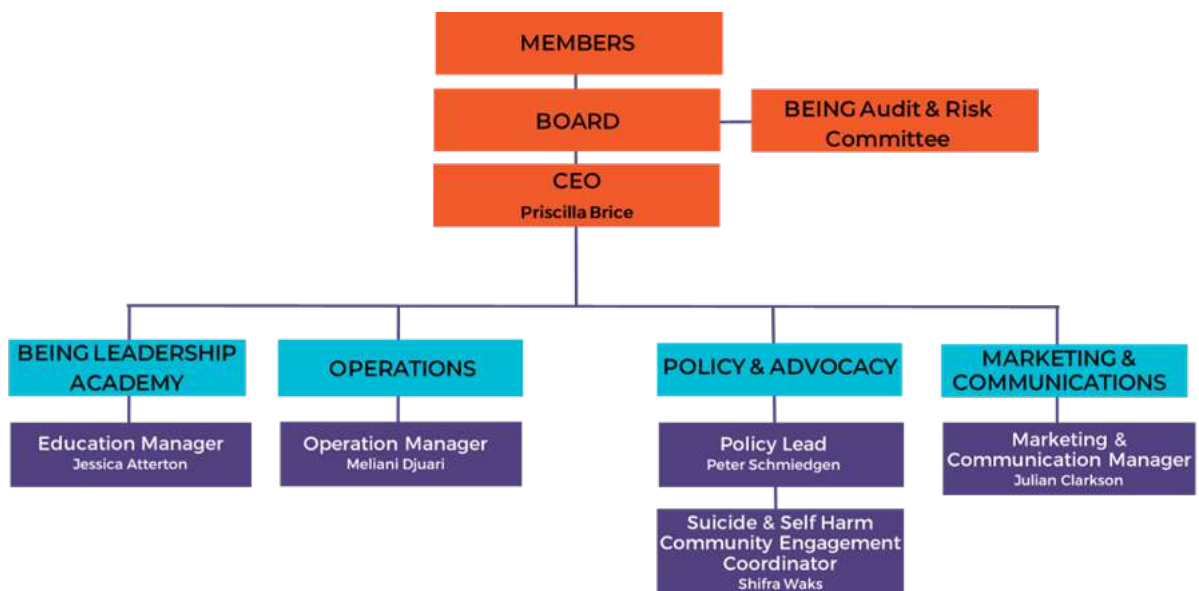 MEMBERS
BOARD
BEING Audit & Risk
Committee
CEO
Priscilla Brice
BEING LEADERSHIP
ACADEMY
OPERATIONS
POLICY & ADVOCACY
MARKETING &
COMMUNICATIONS
Education Manager
Jessica Atterton
Operation Manager
Meliani Djuari
Policy Lead
Peter Schmiedgen
Marketing &
Communication Manager
Julian Clarkson
Suicide & Self Harm
Community Engagement
Coordinator
Shifra Waks